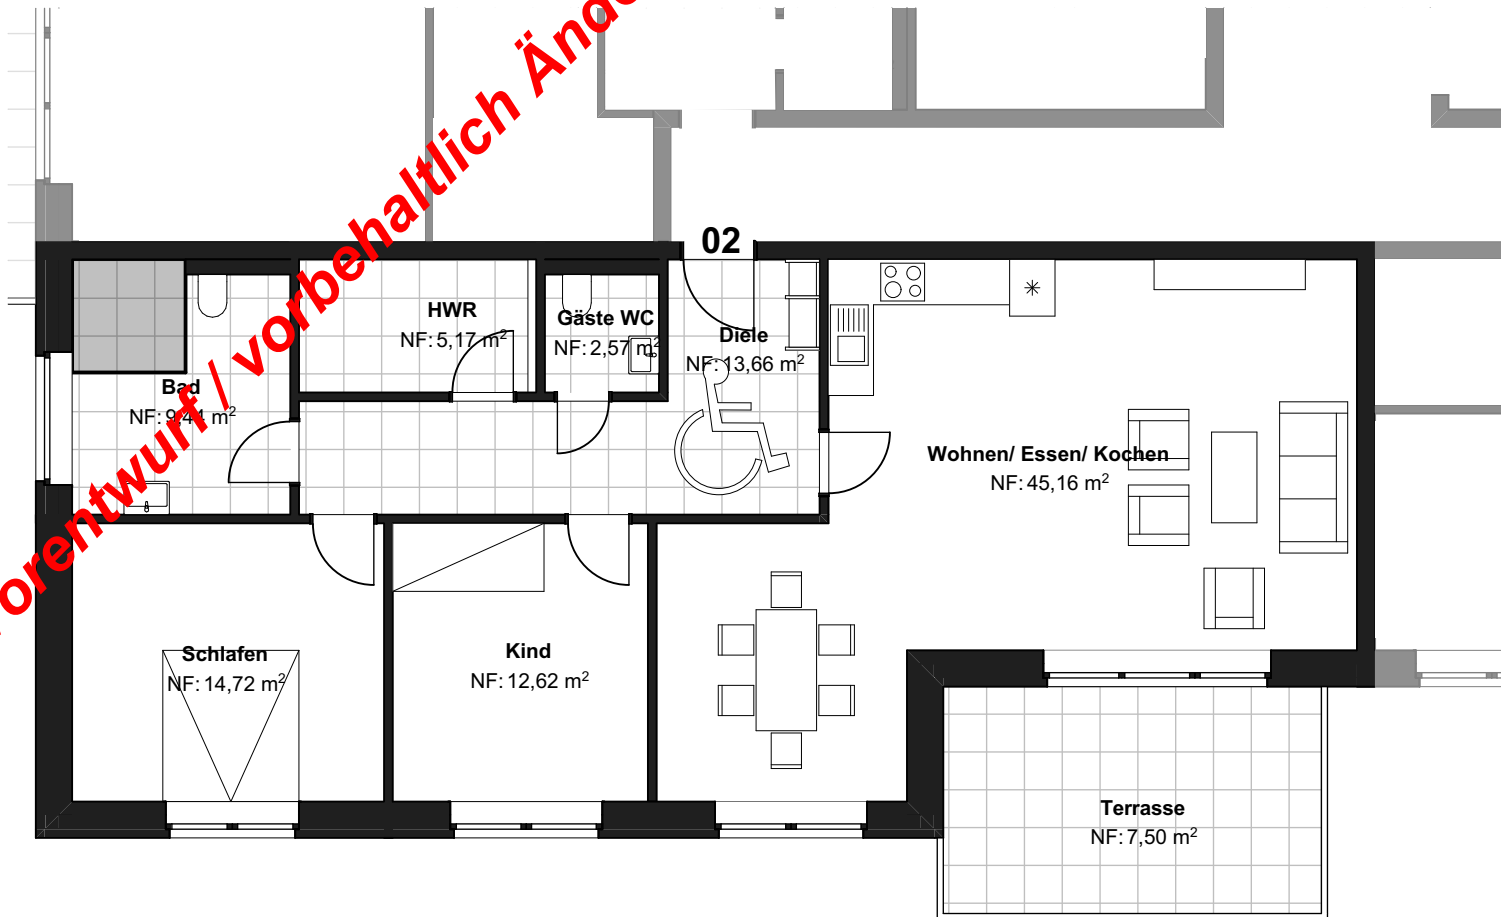 Vorentwurf / vorbehaltlich Ände
02
HWR
NF: 5,17 m²
Gäste WC
NF: 2,57 m²
Diele
NF: 13,66 m²
Bad
NF: 9,44 m²
Wohnen/ Essen/ Kochen
NF: 45,16 m²
Schlafen
NF: 14,72 m²
Kind
NF: 12,62 m²
Terrasse
NF: 7,50 m²